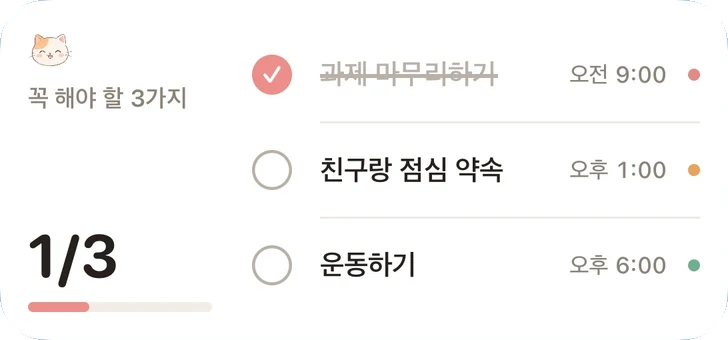 꼭 해야 할 3가지
1/3
과제 마무리하기 오전 9:00
친구랑 점심 약속 오후 1:00
운동하기 오후 6:00